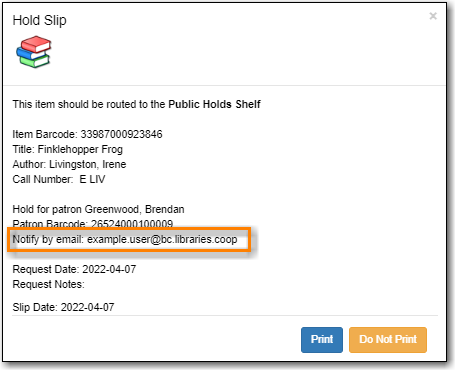 Hold Slip
×
This item should be routed to the Public Holds Shelf
Item Barcode: 33987000923846
Title: Finklehopper Frog
Author: Livingston, Irene
Call Number: E LIV
Hold for patron Greenwood, Brendan
Patron Barcode: 26524000100009
Notify by email: example.user@bc.libraries.coop
Request Date: 2022-04-07
Request Notes:
Slip Date: 2022-04-07
Print Do Not Print